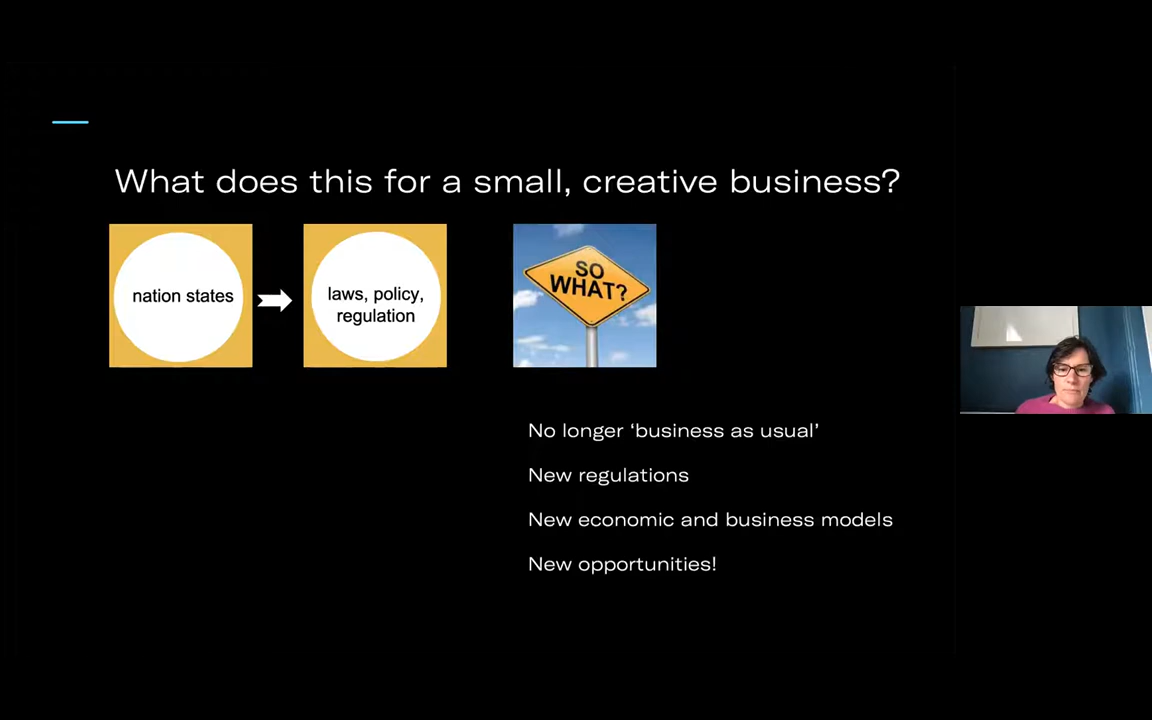 What does this for a small, creative business?
nation states
laws, policy,
regulation
SO
WHAT?
No longer ‘business as usual’
New regulations
New economic and business models
New opportunities!